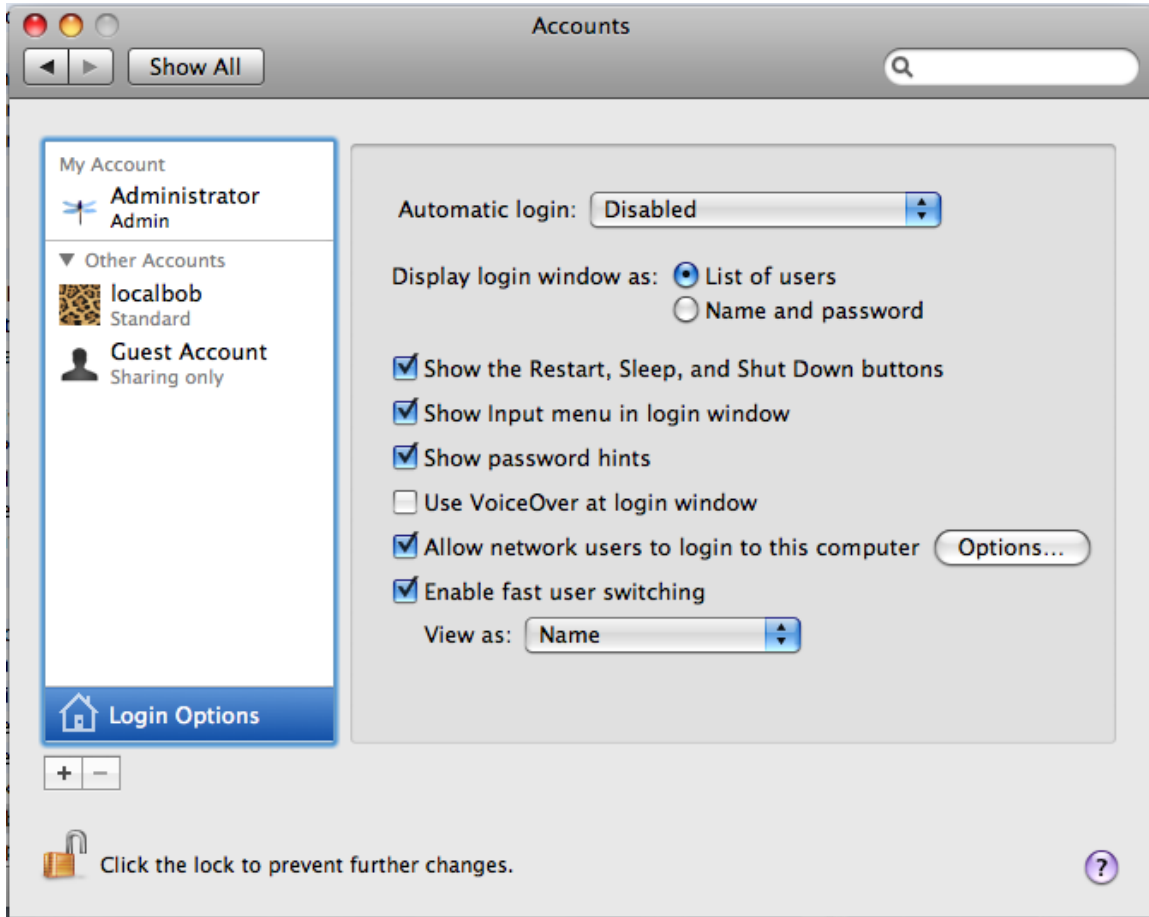 Accounts
Show All
My Account
Administrator
Admin
Other Accounts
localbob
Standard
Guest Account
Sharing only
Login Options
Automatic login: Disabled
Display login window as: List of users
Name and password
Show the Restart, Sleep, and Shut Down buttons
Show Input menu in login window
Show password hints
Use VoiceOver at login window
Allow network users to login to this computer Options...
Enable fast user switching
View as: Name
+ −
Click the lock to prevent further changes.
?